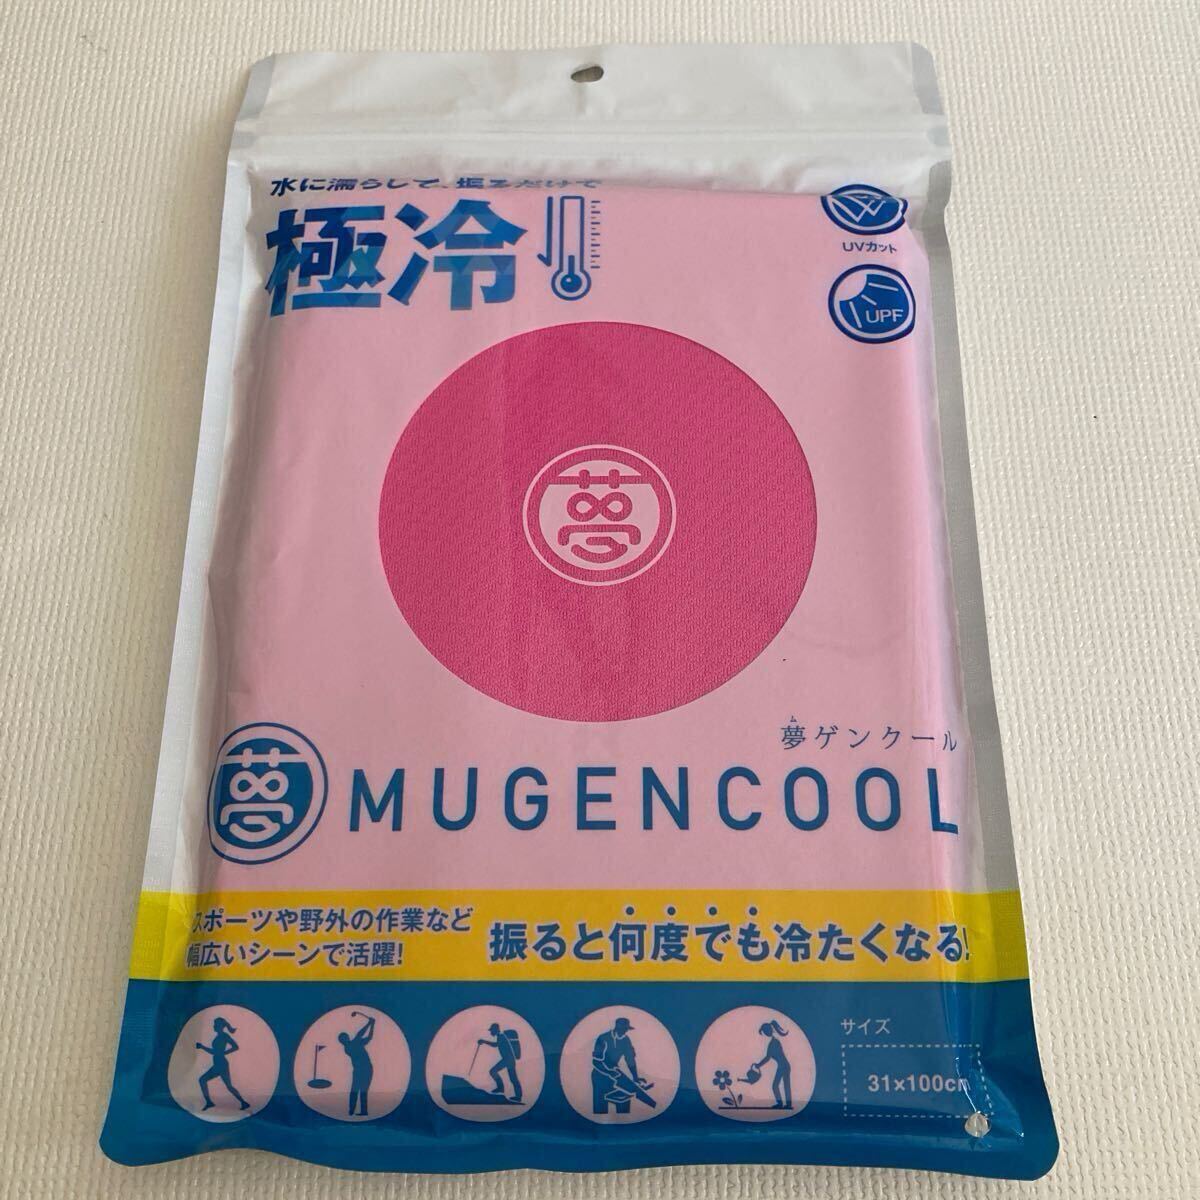 水に濡らして、振るだけで
極冷
UVカット
UPF
夢
ム
夢ゲンクール
夢 MUGENCOOL
スポーツや野外の作業など
幅広いシーンで活躍!
振ると何度でも冷たくなる!
サイズ
31×100cm